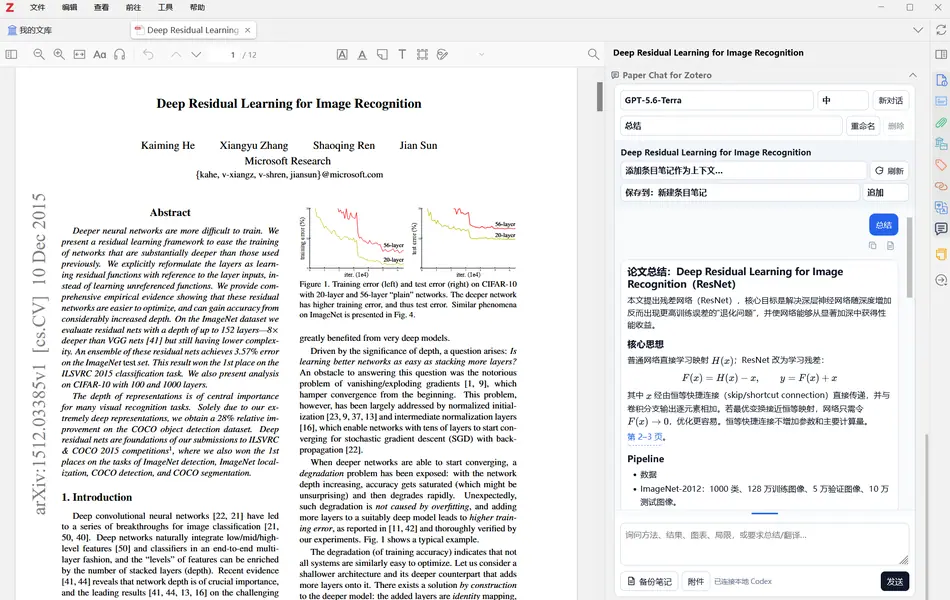 Z 文件 编辑 查看 前往 工具 帮助
我的文库
Deep Residual Learning
Aa
1 / 12
A A T
Deep Residual Learning for Image Recognition
Kaiming He Xiangyu Zhang Shaoqing Ren Jian Sun
Microsoft Research
{kahe, v-xiangz, v-shren, jiansun}@microsoft.com
arXiv:1512.03385v1 [cs.CV] 10 Dec 2015
Abstract
Deeper neural networks are more difficult to train. We
present a residual learning framework to ease the training
of networks that are substantially deeper than those used
previously. We explicitly reformulate the layers as learn-
ing residual functions with reference to the layer inputs, in-
stead of learning unreferenced functions. We provide com-
prehensive empirical evidence showing that these residual
networks are easier to optimize, and can gain accuracy from
considerably increased depth. On the ImageNet dataset we
evaluate residual nets with a depth of up to 152 layers—8×
deeper than VGG nets [41] but still having lower complex-
ity. An ensemble of these residual nets achieves 3.57% error
on the ImageNet test set. This result won the 1st place on the
ILSVRC 2015 classification task. We also present analysis
on CIFAR-10 with 100 and 1000 layers.
The depth of representations is of central importance
for many visual recognition tasks. Solely due to our ex-
tremely deep representations, we obtain a 28% relative im-
provement on the COCO object detection dataset. Deep
residual nets are foundations of our submissions to ILSVRC
& COCO 2015 competitions¹, where we also won the 1st
places on the tasks of ImageNet detection, ImageNet local-
ization, COCO detection, and COCO segmentation.
1. Introduction
Deep convolutional neural networks [22, 21] have led
to a series of breakthroughs for image classification [21,
50, 40]. Deep networks naturally integrate low/mid/high-
level features [50] and classifiers in an end-to-end multi-
layer fashion, and the “levels” of features can be enriched
by the number of stacked layers (depth). Recent evidence
[41, 44] reveals that network depth is of crucial importance,
and the leading results [41, 44, 13, 16] on the challenging
training error (%)
56-layer
20-layer
iter. (1e4)
test error (%)
56-layer
20-layer
iter. (1e4)
Figure 1. Training error (left) and test error (right) on CIFAR-10
with 20-layer and 56-layer “plain” networks. The deeper network
has higher training error, and thus test error. Similar phenomena
on ImageNet is presented in Fig. 4.
greatly benefited from very deep models.
Driven by the significance of depth, a question arises: Is
learning better networks as easy as stacking more layers?
An obstacle to answering this question was the notorious
problem of vanishing/exploding gradients [1, 9], which
hamper convergence from the beginning. This problem,
however, has been largely addressed by normalized initial-
ization [23, 9, 37, 13] and intermediate normalization layers
[16], which enable networks with tens of layers to start con-
verging for stochastic gradient descent (SGD) with back-
propagation [22].
When deeper networks are able to start converging, a
degradation problem has been exposed: with the network
depth increasing, accuracy gets saturated (which might be
unsurprising) and then degrades rapidly. Unexpectedly,
such degradation is not caused by overfitting, and adding
more layers to a suitably deep model leads to higher train-
ing error, as reported in [11, 42] and thoroughly verified by
our experiments. Fig. 1 shows a typical example.
The degradation (of training accuracy) indicates that not
all systems are similarly easy to optimize. Let us consider a
shallower architecture and its deeper counterpart that adds
more layers onto it. There exists a solution by construction
to the deeper model: the added layers are identity mapping,
Deep Residual Learning for Image Recognition
Paper Chat for Zotero
GPT-5.6-Terra 中 新对话
总结 重命名 删除
Deep Residual Learning for Image Recognition
添加条目笔记作为上下文... 刷新
保存到：新建条目笔记 追加
总结
论文总结：Deep Residual Learning for Image
Recognition（ResNet）
本文提出残差网络（ResNet），核心目标是解决深层神经网络随深度增加
反而出现更高训练误差的“退化问题”，并使网络能够从显著加深中获得性
能收益。
核心思想
普通网络直接学习映射 H(x)；ResNet 改为学习残差：
F(x) = H(x) − x, y = F(x) + x
其中 x 经由恒等快捷连接（skip/shortcut connection）直接传递，并与
卷积分支输出逐元素相加。若最优变换接近恒等映射，网络只需令
F(x) → 0，优化更容易。恒等快捷连接不增加参数和主要计算量。
第 2–3 页。
Pipeline
• 数据
• ImageNet-2012：1000 类、128 万训练图像、5 万验证图像、10 万
测试图像。
询问方法、结果、图表、局限，或要求总结/翻译...
备份笔记 附件 已连接本地 Codex 发送